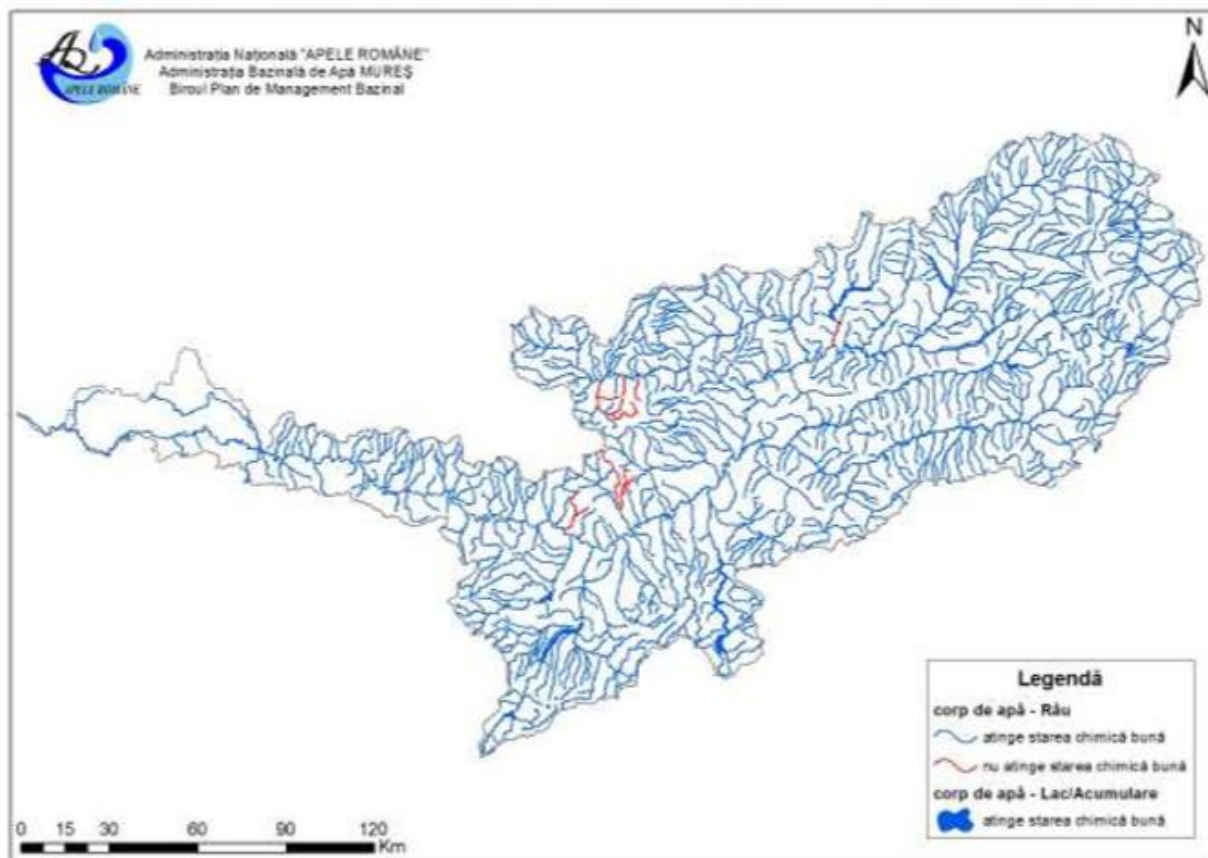 Administrația Națională "APELE ROMÂNE"
Administrația Bazinală de Apă MUREȘ
Biroul Plan de Management Bazinal
APELE ROMÂNE
N
Legendă
corp de apă - Râu
atinge starea chimică bună
nu atinge starea chimică bună
corp de apă - Lac/Acumulare
atinge starea chimică bună
0 15 30 60 90 120
Km